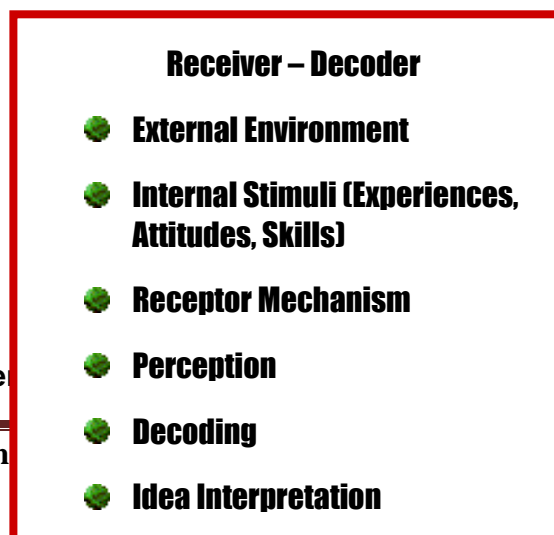 Receiver – Decoder
External Environment
Internal Stimuli (Experiences,
Attitudes, Skills)
Receptor Mechanism
Perception
Decoding
Idea Interpretation